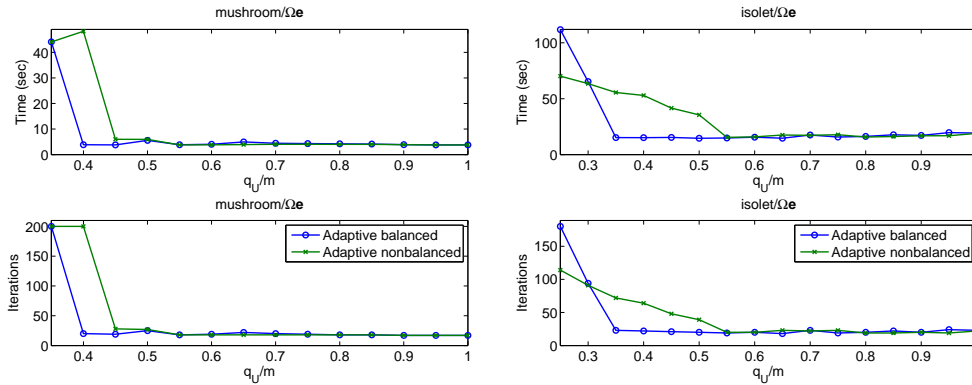 mushroom/Ωe
Time (sec)
40
20
10
0
0.4
0.5
0.6
0.7
0.8
0.9
1
q_U/m
isolet/Ωe
Time (sec)
100
50
0
0.3
0.4
0.5
0.6
0.7
0.8
0.9
q_U/m
mushroom/Ωe
Iterations
200
150
100
50
0
0.4
0.5
0.6
0.7
0.8
0.9
1
q_U/m
Adaptive balanced
Adaptive nonbalanced
isolet/Ωe
Iterations
150
100
50
0
0.3
0.4
0.5
0.6
0.7
0.8
0.9
q_U/m
Adaptive balanced
Adaptive nonbalanced